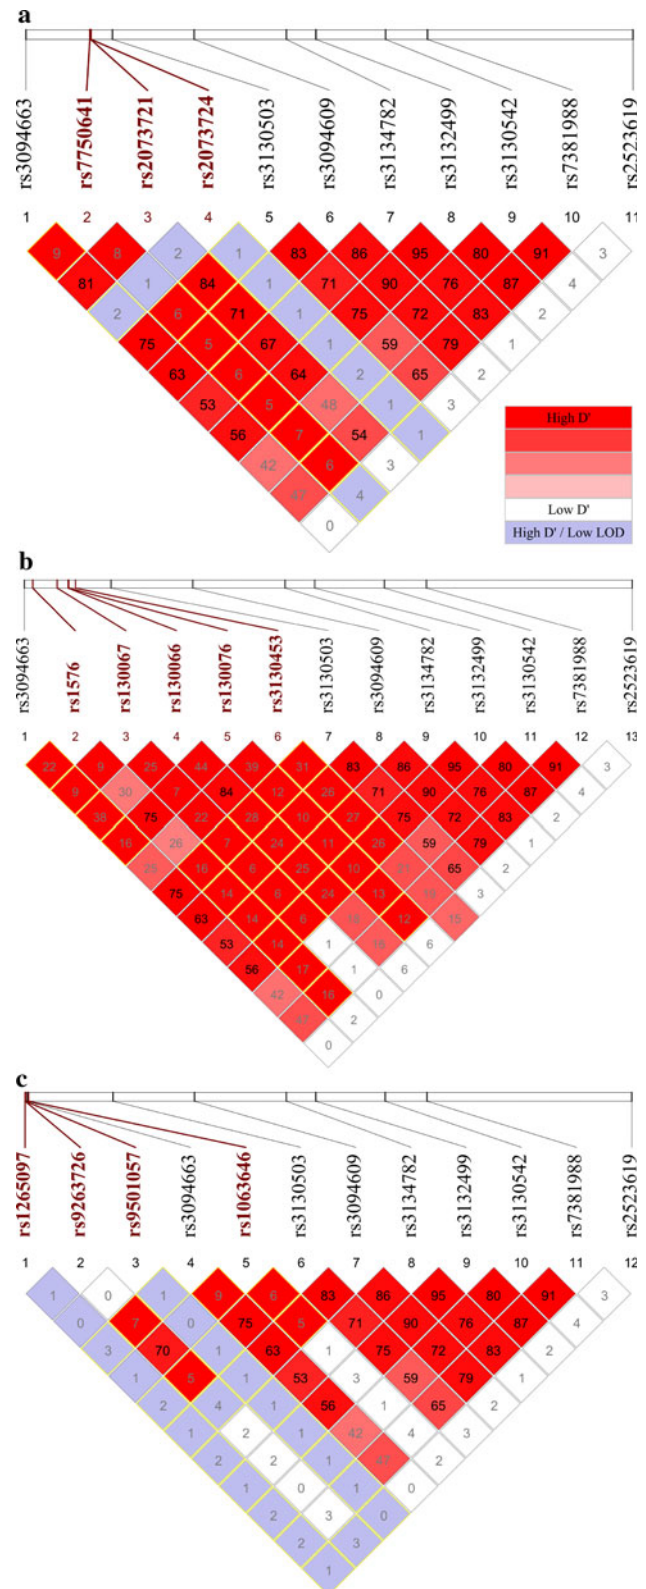 a
rs3094663 rs7750641 rs2073721 rs2073724 rs3130503 rs3094609 rs3134782 rs3132499 rs3130542 rs7381988 rs2523619
1 2 3 4 5 6 7 8 9 10 11
9 8 2 1 83 86 95 80 91 3
81 1 84 1 71 90 76 87 4
2 6 71 1 75 72 83 2
75 5 67 1 59 79 1
63 6 64 2 65 2
53 5 48 1 3
56 7 54 1
42 6 3
47 4
0
High D'
Low D'
High D' / Low LOD
b
rs3094663 rs1576 rs130067 rs130066 rs130076 rs3130453 rs3130503 rs3094609 rs3134782 rs3132499 rs3130542 rs7381988 rs2523619
1 2 3 4 5 6 7 8 9 10 11 12 13
22 9 25 44 39 31 83 86 95 80 91 3
9 30 7 84 12 26 71 90 76 87 4
38 75 22 28 10 27 75 72 83 2
16 26 7 24 11 26 59 79 1
25 16 6 25 10 65 2
75 14 6 24 13 3
63 14 6 12 15
53 14 1 16 6
56 17 1 6
42 16 0
47 2
0
c
rs1265097 rs9263726 rs9501057 rs3094663 rs1063646 rs3130503 rs3094609 rs3134782 rs3132499 rs3130542 rs7381988 rs2523619
1 2 3 4 5 6 7 8 9 10 11 12
1 0 1 9 6 83 86 95 80 91 3
0 7 0 75 5 71 90 76 87 4
3 70 1 63 1 75 72 83 2
1 5 1 53 3 59 79 1
2 4 1 56 1 65 2
1 2 1 42 4 3
2 2 1 47 2
1 0 1 0
2 3 0
2 3
1